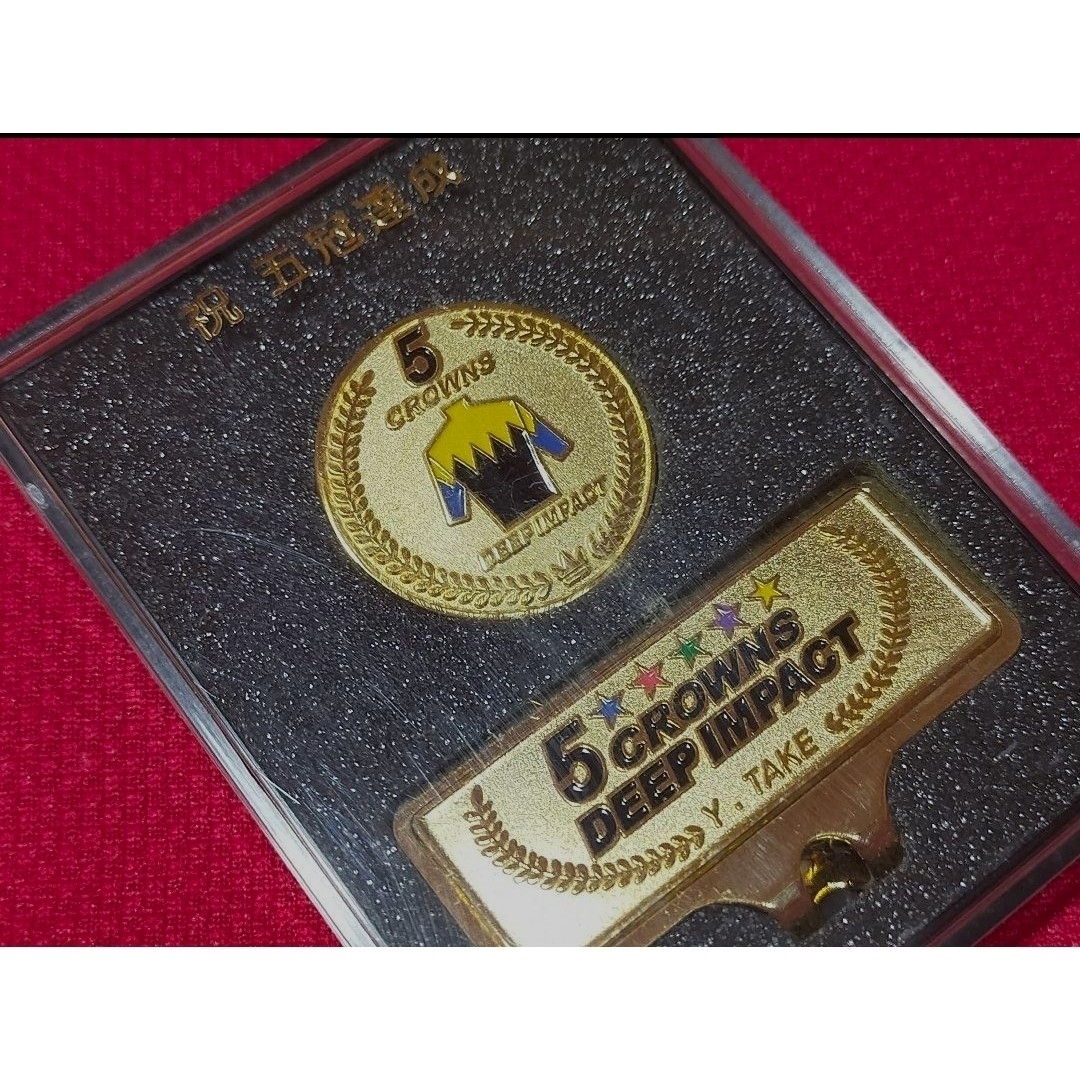 祝 五冠達成
5
CROWNS
DEEP IMPACT
5 CROWNS
DEEP IMPACT
Y. TAKE